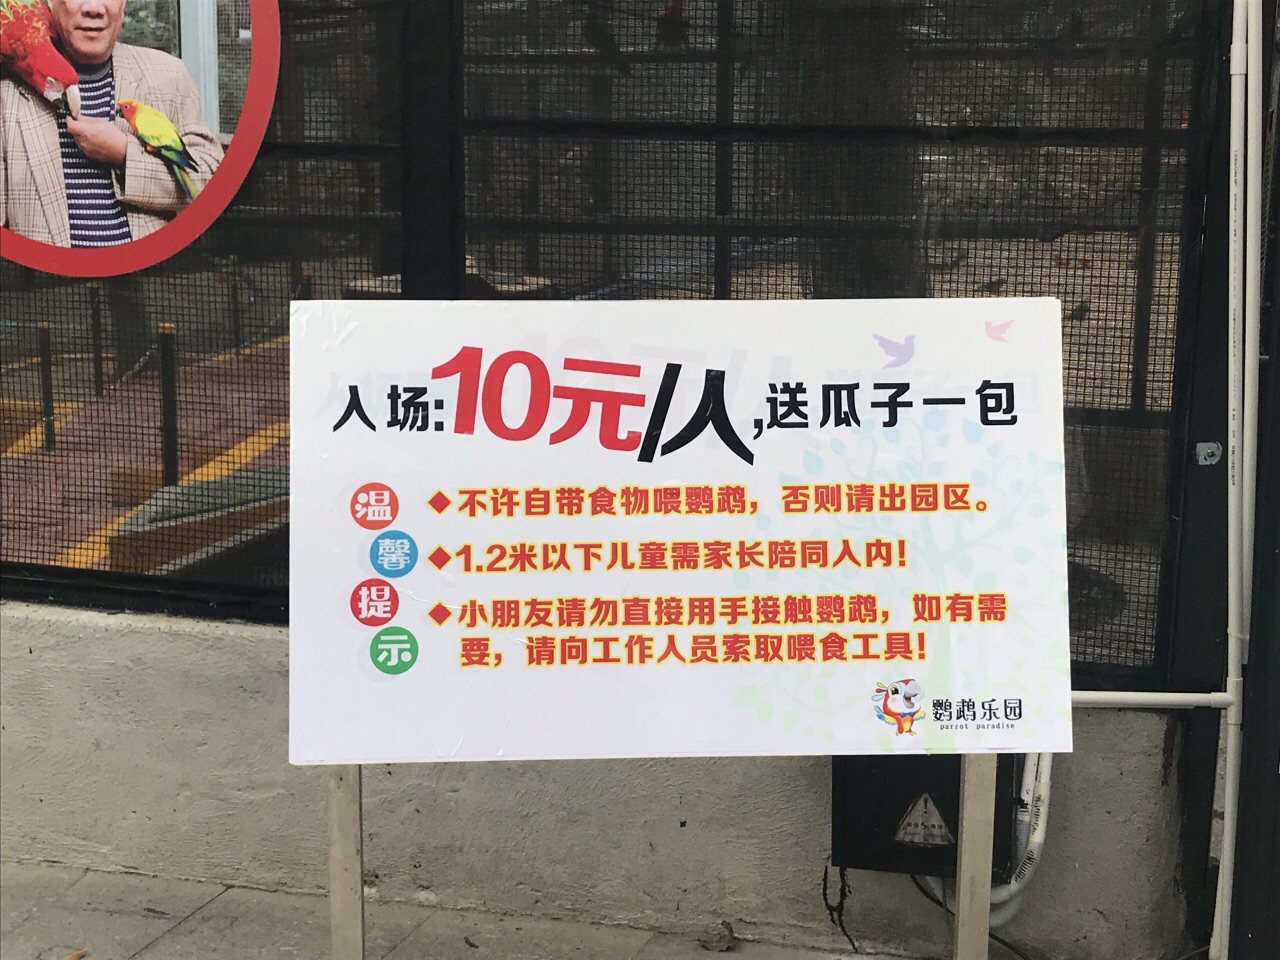 入场:10元/人,送瓜子一包
温馨提示
◆不许自带食物喂鹦鹉，否则请出园区。
◆1.2米以下儿童需家长陪同入内！
◆小朋友请勿直接用手接触鹦鹉，如有需
要，请向工作人员索取喂食工具！
鹦鹉乐园
parrot paradise